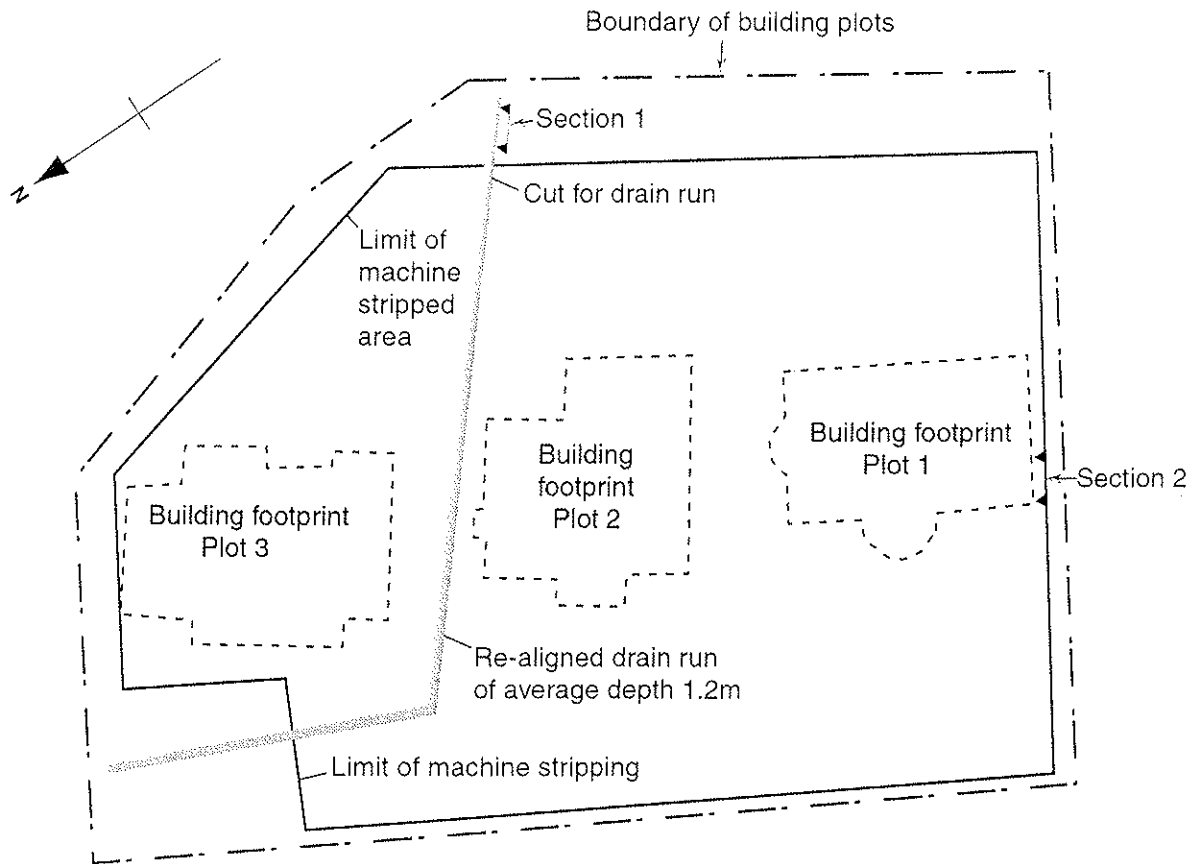 Boundary of building plots
Section 1
N
Cut for drain run
Limit of
machine
stripped
area
Building footprint
Plot 1
Building
footprint
Plot 2
Section 2
Building footprint
Plot 3
Re-aligned drain run
of average depth 1.2m
Limit of machine stripping